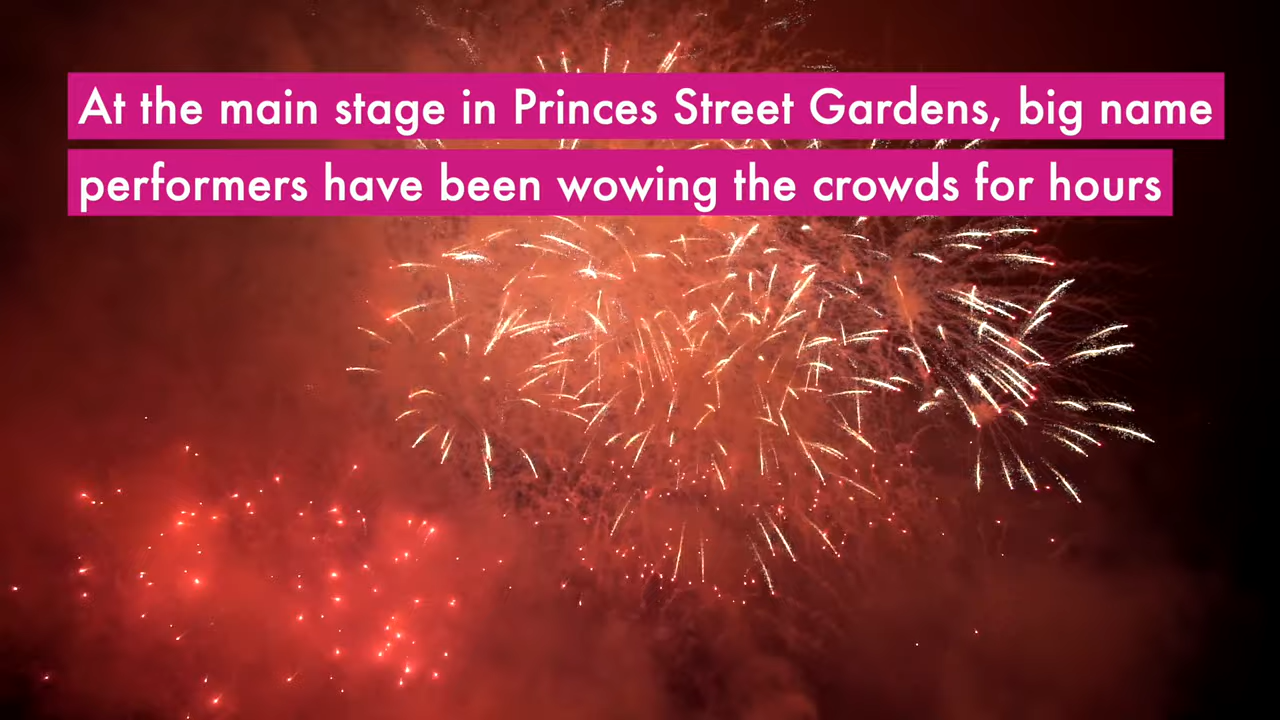 At the main stage in Princes Street Gardens, big name
performers have been wowing the crowds for hours